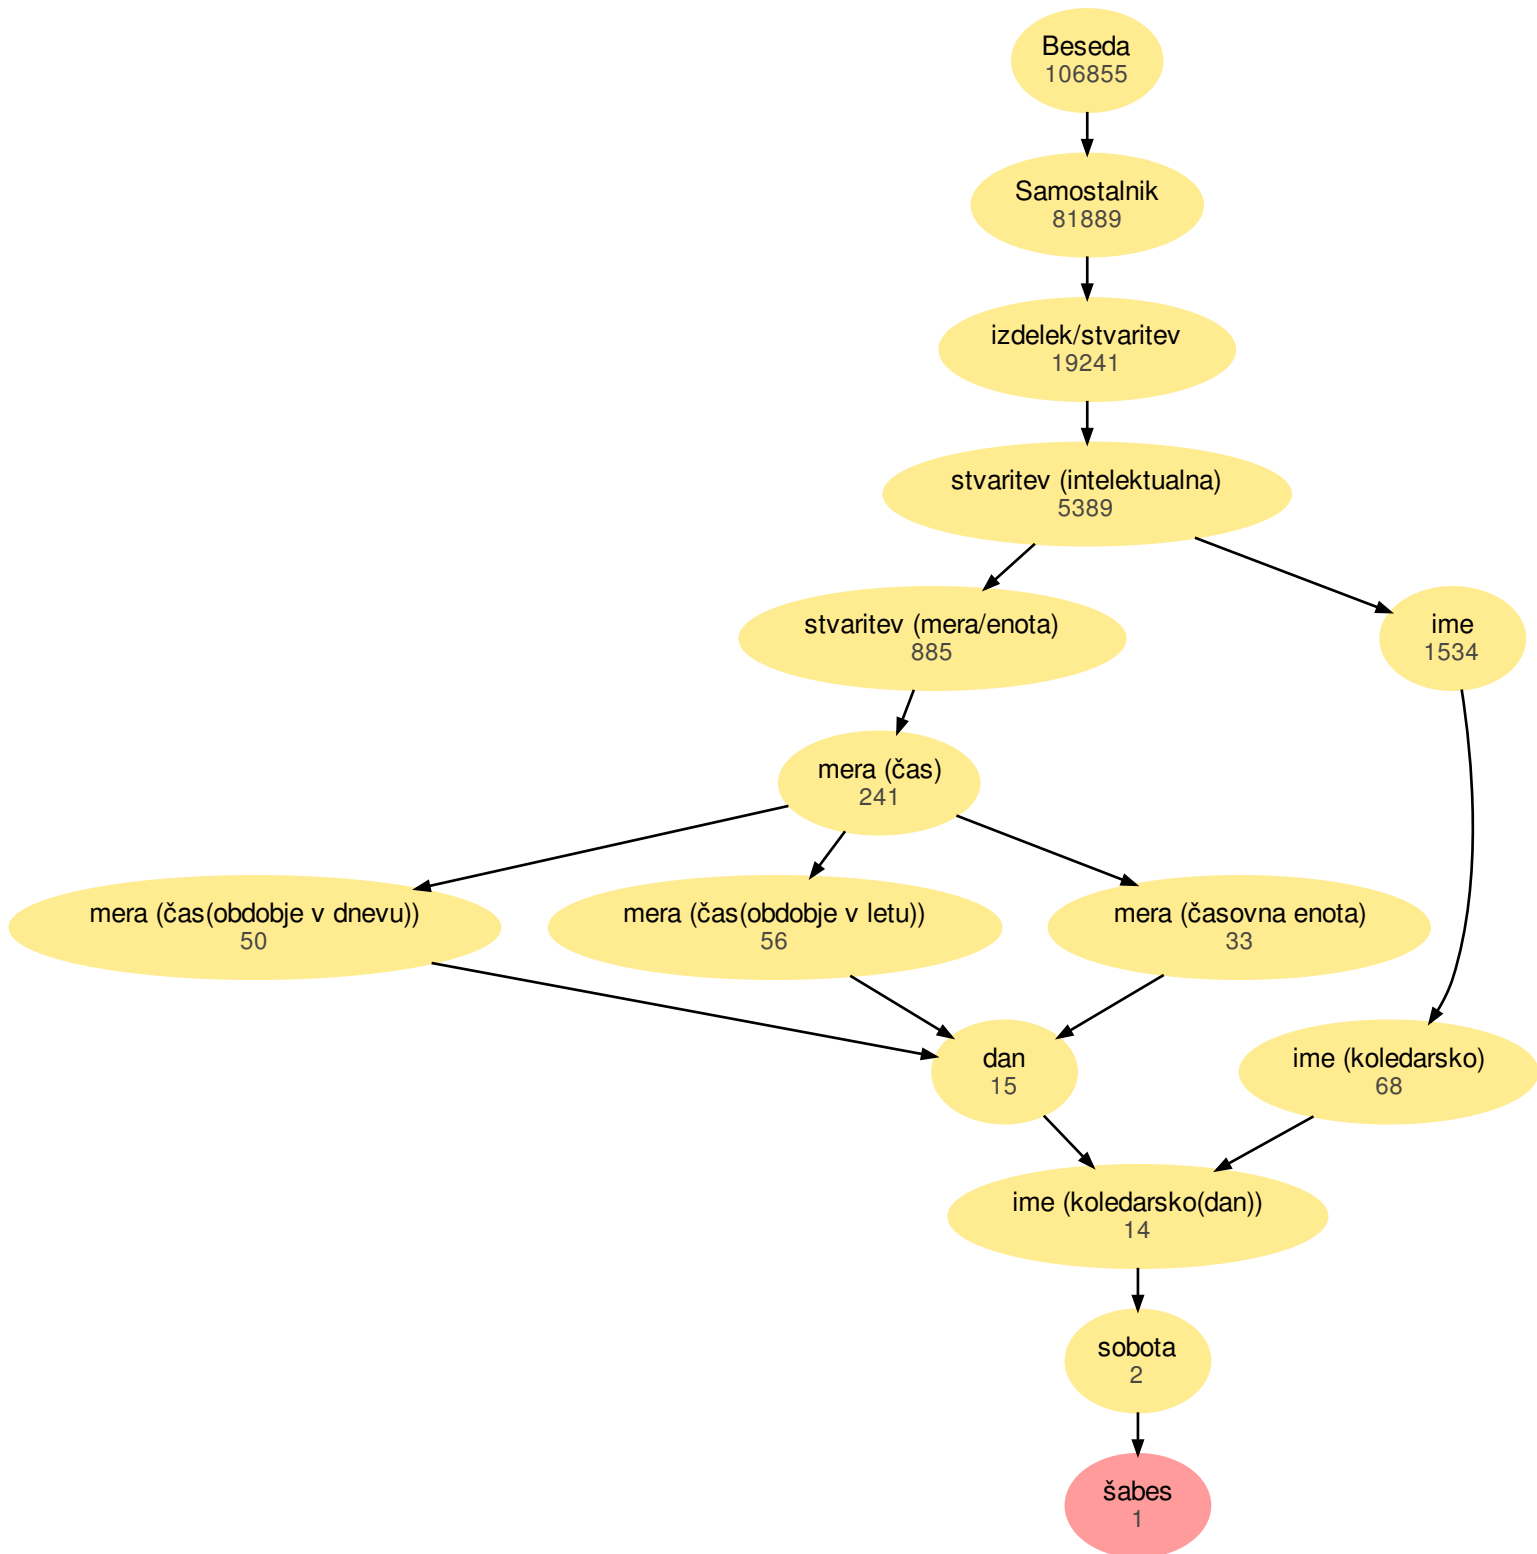 Beseda
106855
Samostalnik
81889
izdelek/stvaritev
19241
stvaritev (intelektualna)
5389
stvaritev (mera/enota)
885
ime
1534
mera (čas)
241
mera (čas(obdobje v dnevu))
50
mera (čas(obdobje v letu))
56
mera (časovna enota)
33
dan
15
ime (koledarsko)
68
ime (koledarsko(dan))
14
sobota
2
šabes
1